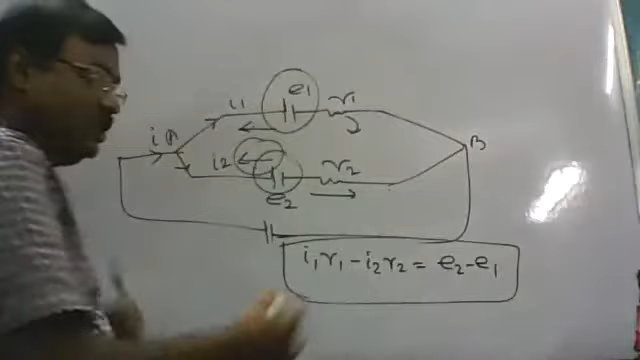 i A i1 e1 r1
B
i2 e2 r2
i1r1 - i2r2 = e2 - e1